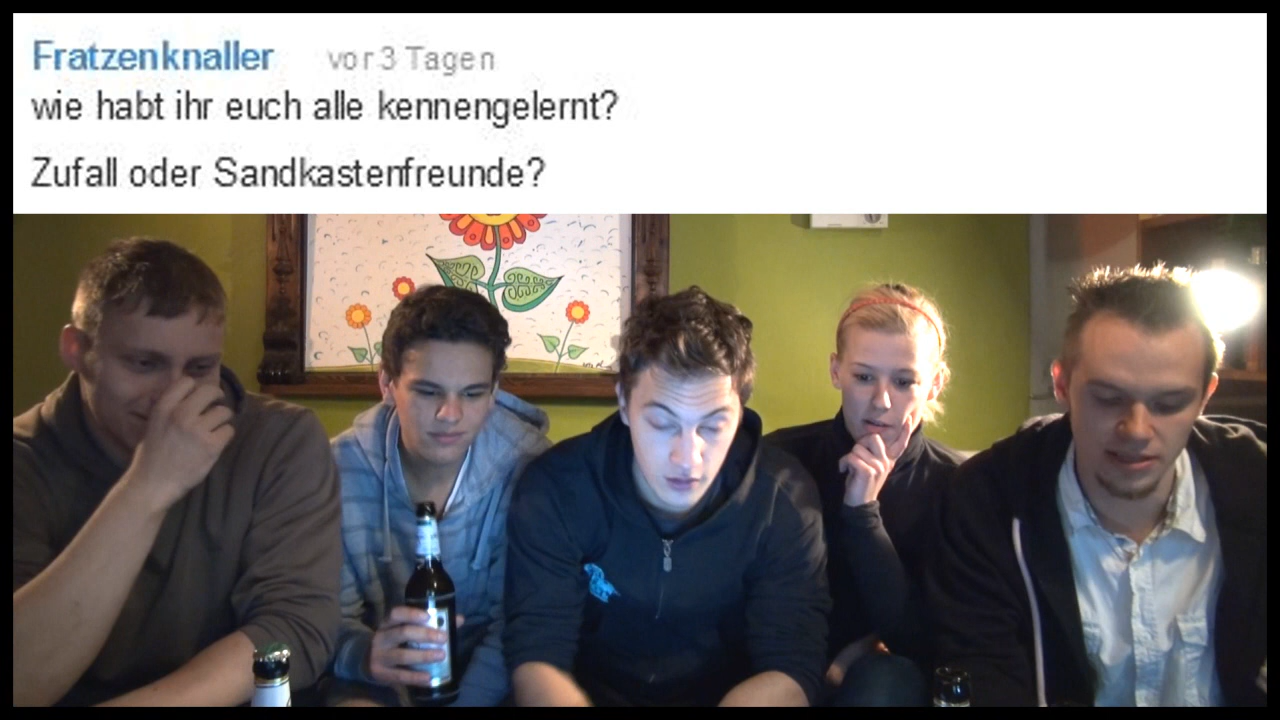 Fratzenknaller vor 3 Tagen
wie habt ihr euch alle kennengelernt?
Zufall oder Sandkastenfreunde?